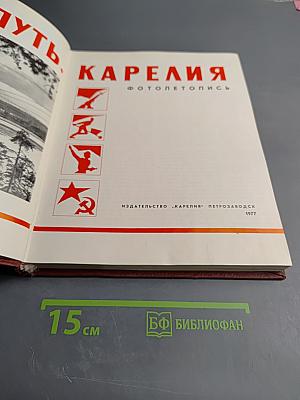 ПУТЬ
КАРЕЛИЯ
ФОТОЛЕТОПИСЬ
ИЗДАТЕЛЬСТВО „КАРЕЛИЯ“ ПЕТРОЗАВОДСК
1977
15 см
БФ БИБЛИОФАН